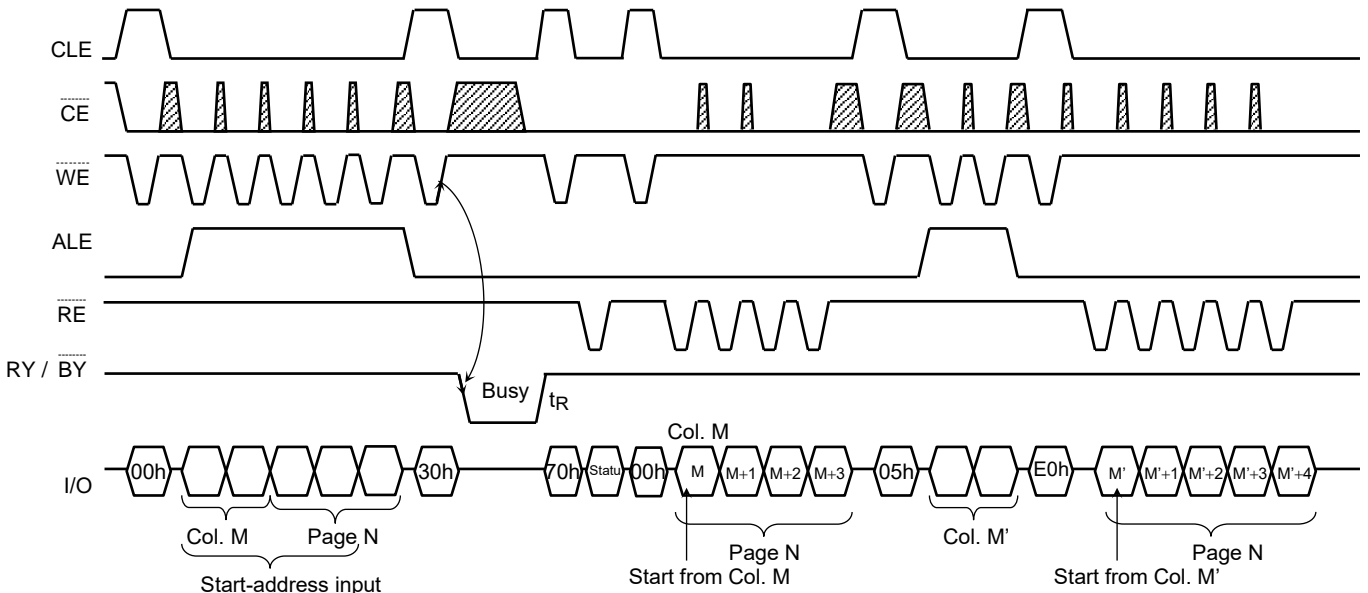 CLE
CE
WE
ALE
RE
RY / BY
Busy
tR
Col. M
I/O
00h
30h
70h
Statu
00h
M
M+1
M+2
M+3
05h
E0h
M'
M'+1
M'+2
M'+3
M'+4
Col. M
Page N
Start-address input
Page N
Start from Col. M
Col. M’
Page N
Start from Col. M’